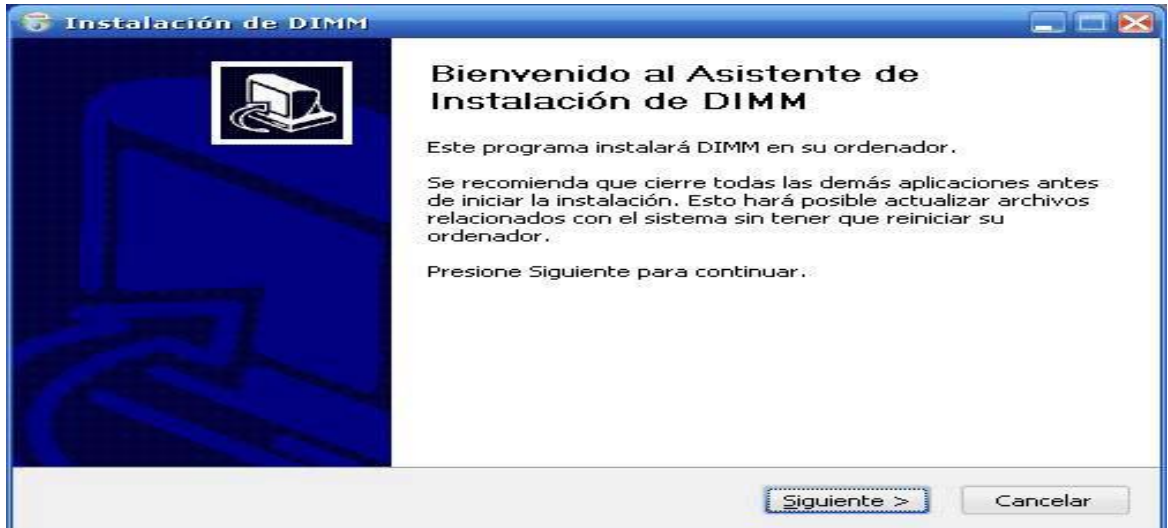 Instalación de DIMM
Bienvenido al Asistente de
Instalación de DIMM
Este programa instalará DIMM en su ordenador.
Se recomienda que cierre todas las demás aplicaciones antes
de iniciar la instalación. Esto hará posible actualizar archivos
relacionados con el sistema sin tener que reiniciar su
ordenador.
Presione Siguiente para continuar.
Siguiente >
Cancelar